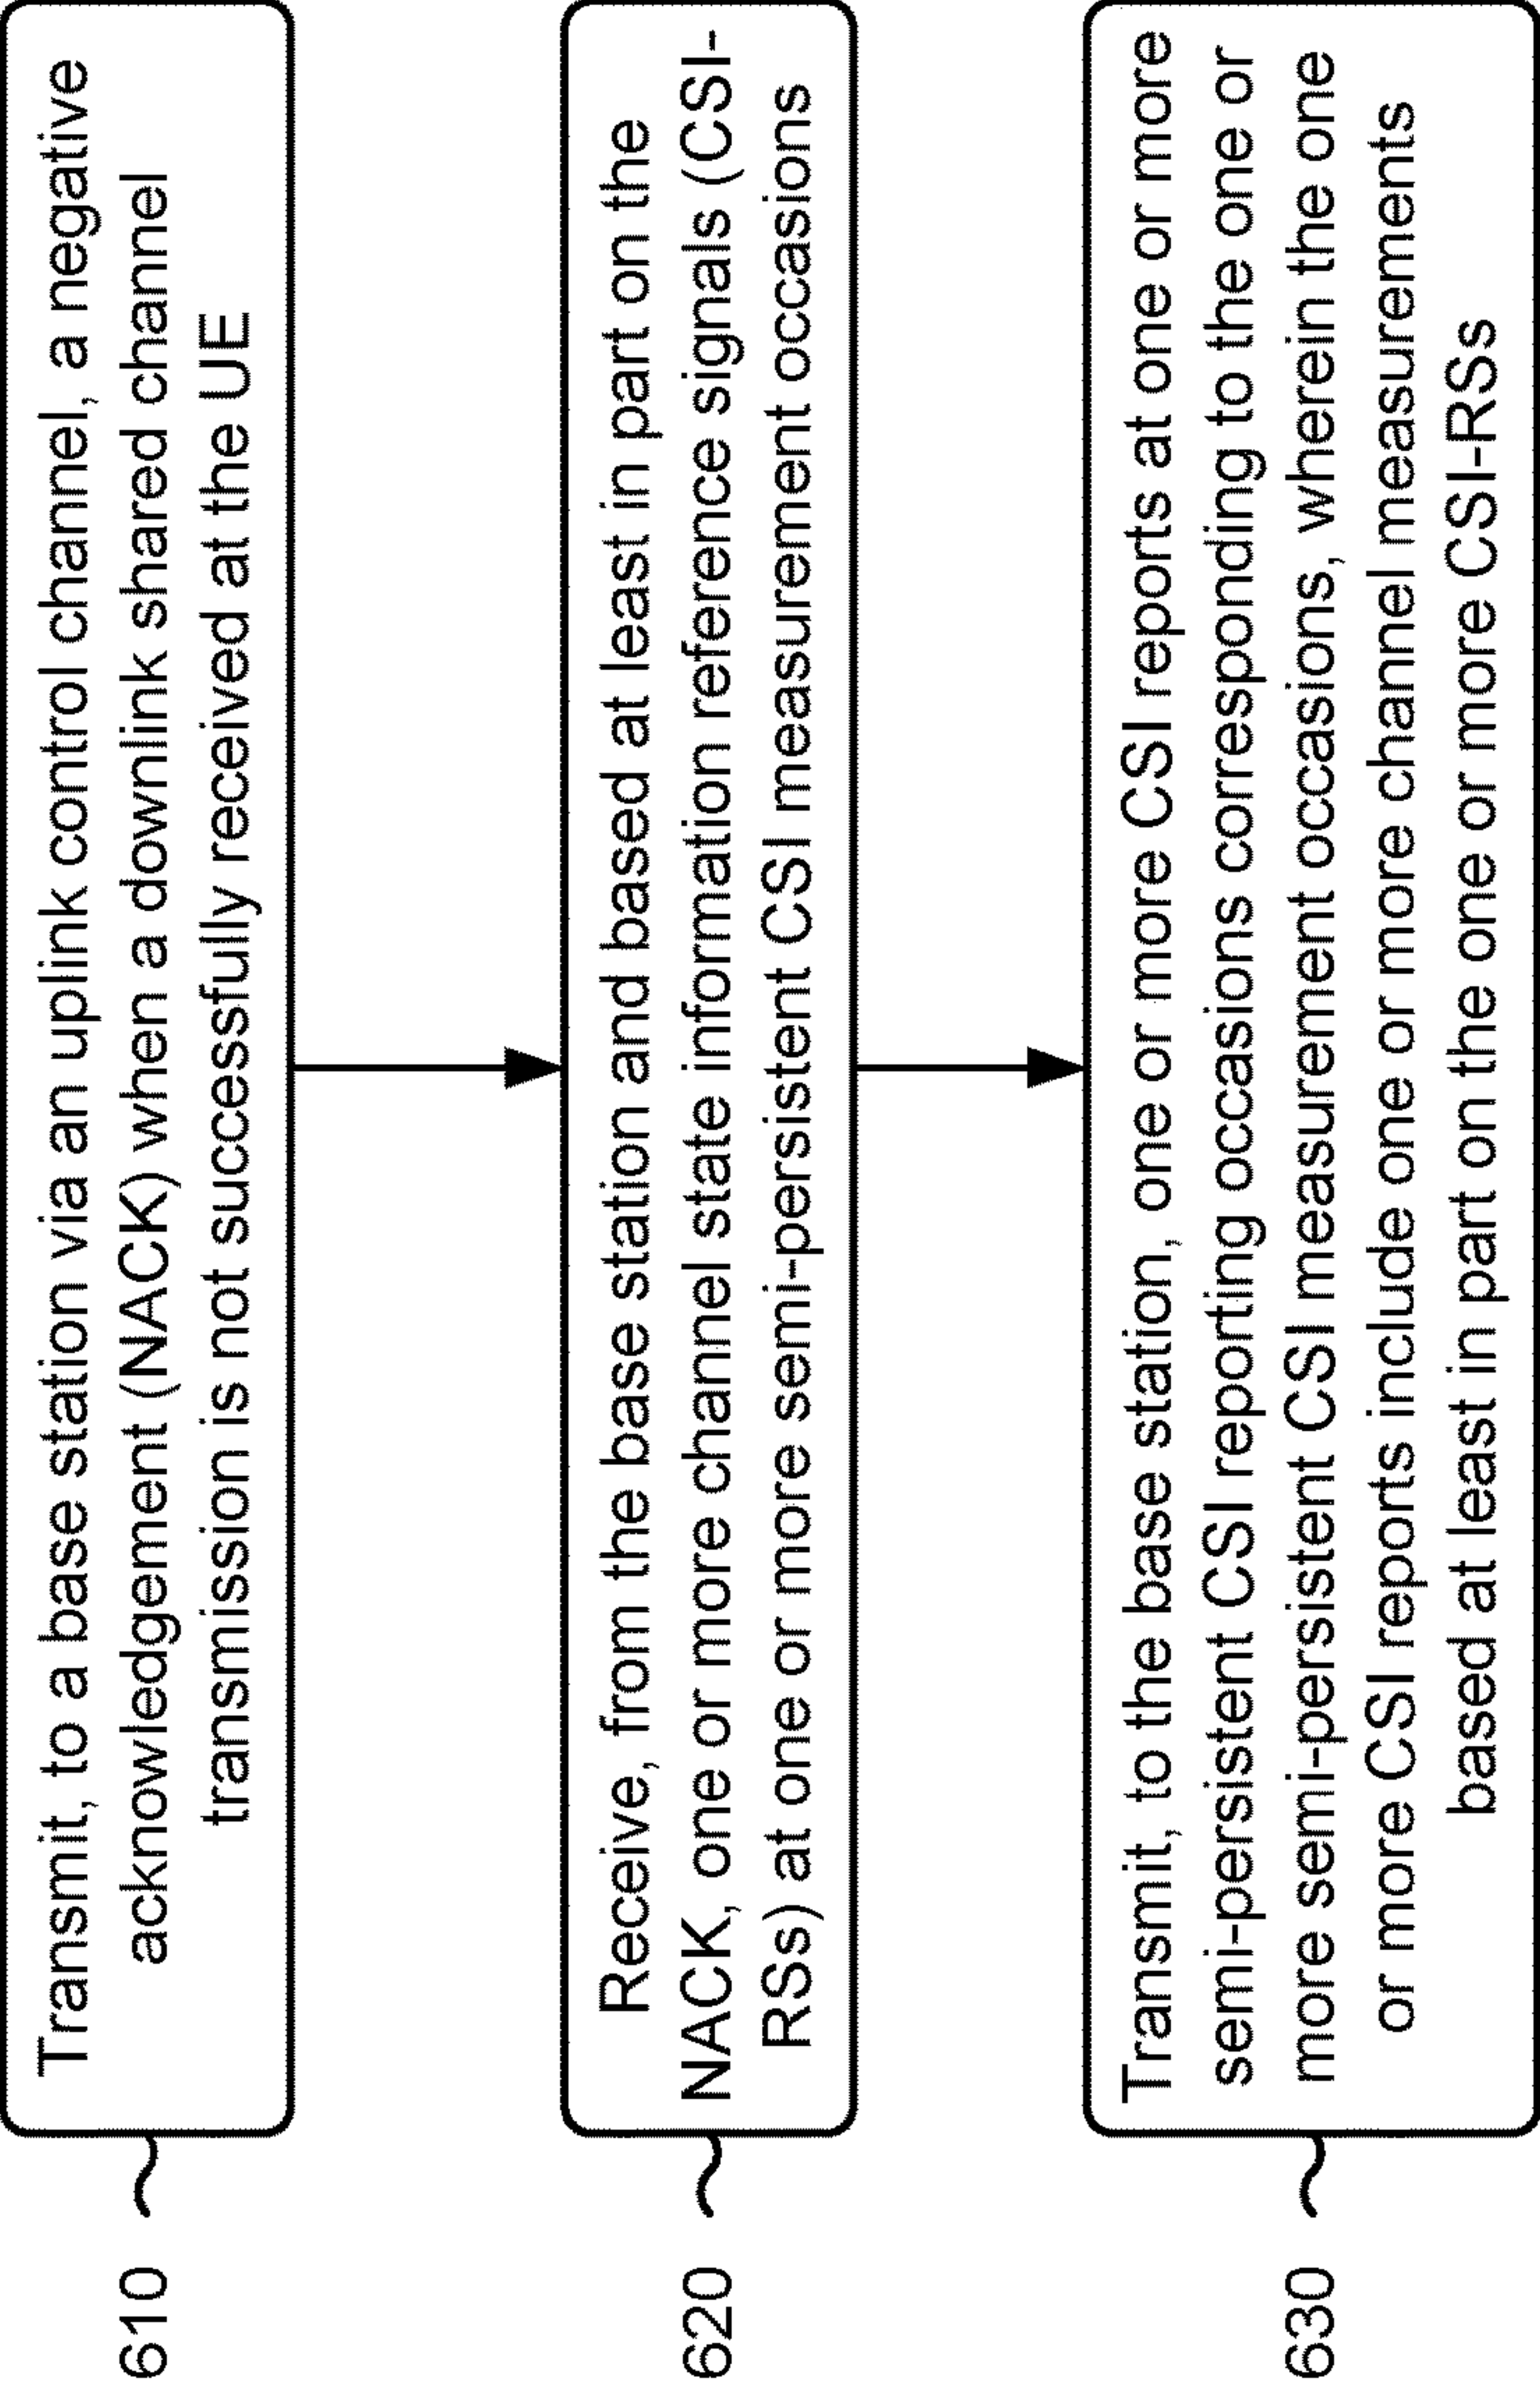 610
Transmit, to a base station via an uplink control channel, a negative
acknowledgement (NACK) when a downlink shared channel
transmission is not successfully received at the UE
620
Receive, from the base station and based at least in part on the
NACK, one or more channel state information reference signals (CSI-
RSs) at one or more semi-persistent CSI measurement occasions
630
Transmit, to the base station, one or more CSI reports at one or more
semi-persistent CSI reporting occasions corresponding to the one or
more semi-persistent CSI measurement occasions, wherein the one
or more CSI reports include one or more channel measurements
based at least in part on the one or more CSI-RSs